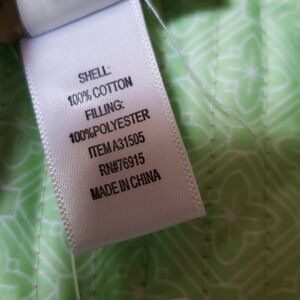 SHELL:
100% COTTON
FILLING:
100%POLYESTER
ITEM A31505
RN#76915
MADE IN CHINA